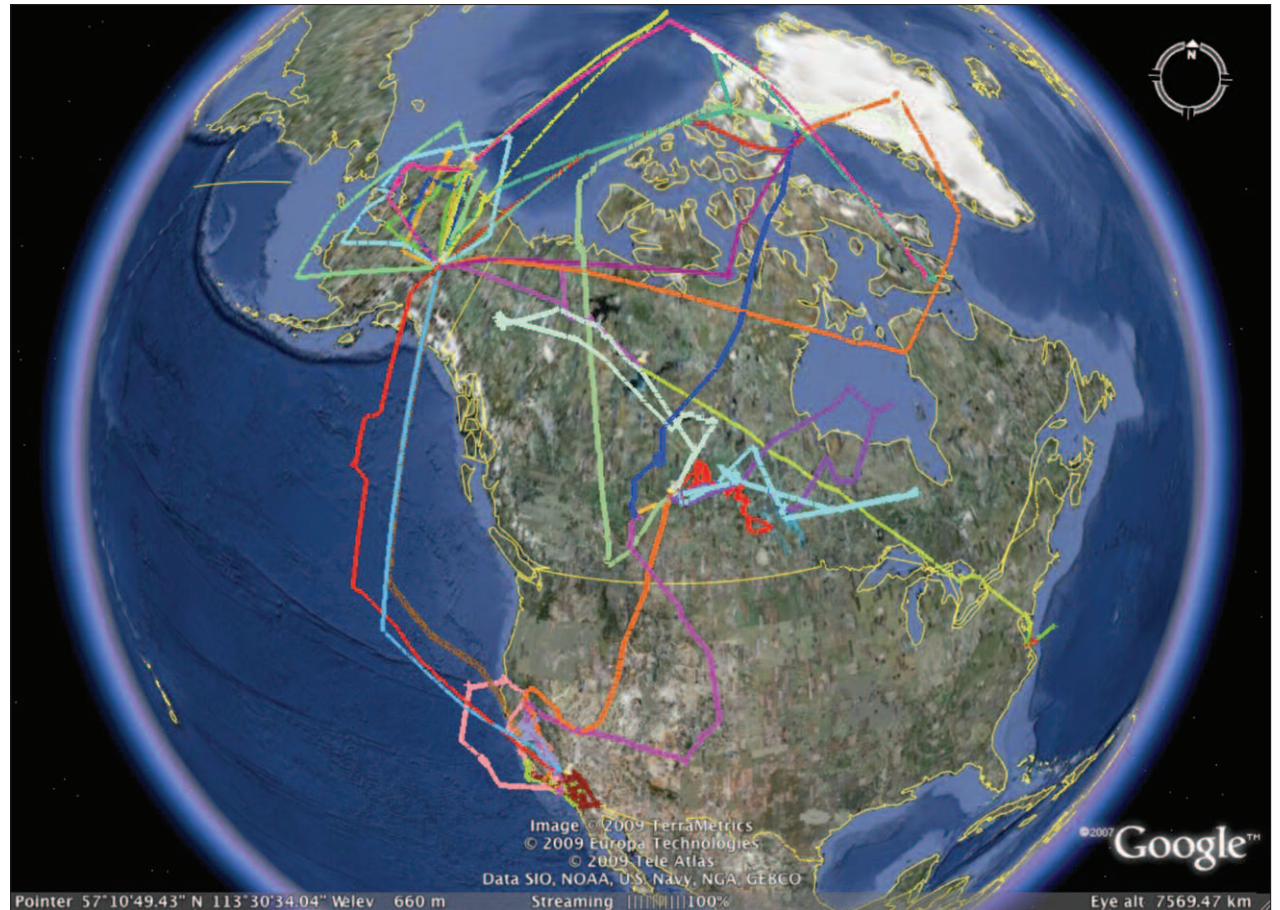 N
Image © 2009 TerraMetrics
© 2009 Europa Technologies
© 2009 Tele Atlas
Data SIO, NOAA, U.S. Navy, NGA, GEBCO
©2007 Google™
Pointer 57°10'49.43" N 113°30'34.04" W elev 660 m Streaming 100% Eye alt 7569.47 km